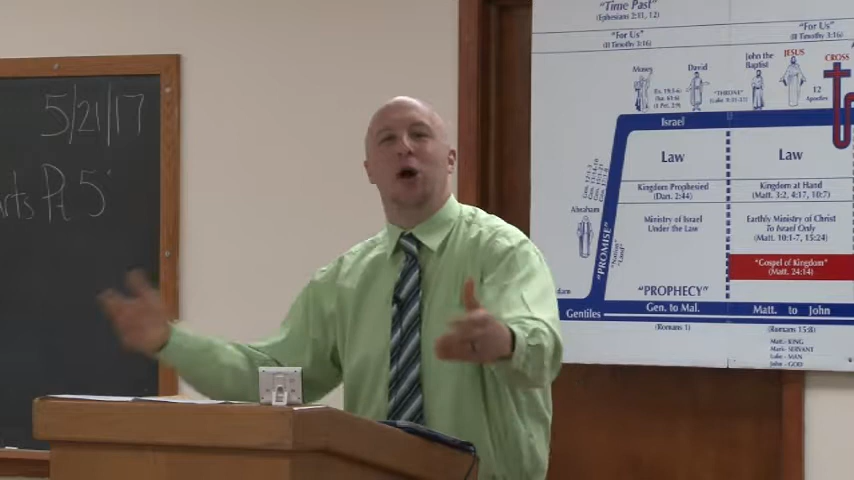 5/21/17
Pt 5
"Time Past"
(Ephesians 2:11, 12)
"For Us"
(II Timothy 3:16)
"For Us"
(II Timothy 3:16)
Moses
David
John the
Baptist
JESUS
CROSS
12
Apostles
"THRONE"
Israel
Law
Law
Kingdom Prophesied
(Dan. 2:44)
Kingdom at Hand
(Matt. 3:2, 4:17, 10:7)
Abraham
"PROMISE"
Ministry of Israel
Under the Law
Earthly Ministry of Christ
To Israel Only
(Matt. 10:1-7, 15:24)
"Gospel of Kingdom"
(Matt. 24:14)
"PROPHECY"
Gentiles
Gen. to Mal.
Matt. to John
(Romans 1)
(Romans 15:8)
Matt.-KING
Mark-SERVANT
Luke-MAN
John-GOD